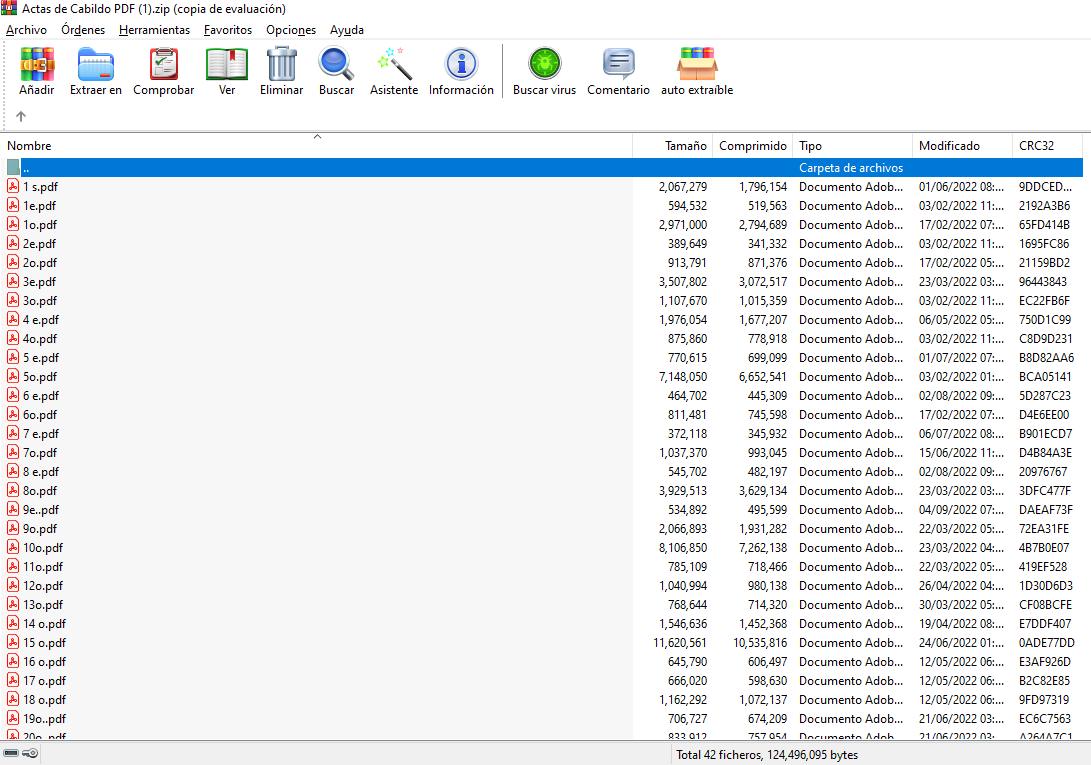 Actas de Cabildo PDF (1).zip (copia de evaluación)
Archivo Órdenes Herramientas Favoritos Opciones Ayuda
Añadir Extraer en Comprobar Ver Eliminar Buscar Asistente Información Buscar virus Comentario auto extraíble
Nombre Tamaño Comprimido Tipo Modificado CRC32
.. Carpeta de archivos
1 s.pdf 2,067,279 1,796,154 Documento Adob... 01/06/2022 08:... 9DDCED...
1e.pdf 594,532 519,563 Documento Adob... 03/02/2022 11:... 2192A3B6
1o.pdf 2,971,000 2,794,689 Documento Adob... 17/02/2022 07:... 65FD414B
2e.pdf 389,649 341,332 Documento Adob... 03/02/2022 11:... 1695FC86
2o.pdf 913,791 871,376 Documento Adob... 17/02/2022 05:... 21159BD2
3e.pdf 3,507,802 3,072,517 Documento Adob... 23/03/2022 03:... 96443843
3o.pdf 1,107,670 1,015,359 Documento Adob... 03/02/2022 11:... EC22FB6F
4 e.pdf 1,976,054 1,677,207 Documento Adob... 06/05/2022 05:... 750D1C99
4o.pdf 875,860 778,918 Documento Adob... 03/02/2022 11:... C8D9D231
5 e.pdf 770,615 699,099 Documento Adob... 01/07/2022 07:... B8D82AA6
5o.pdf 7,148,050 6,652,541 Documento Adob... 03/02/2022 01:... BCA05141
6 e.pdf 464,702 445,309 Documento Adob... 02/08/2022 09:... 5D287C23
6o.pdf 811,481 745,598 Documento Adob... 17/02/2022 07:... D4E6EE00
7 e.pdf 372,118 345,932 Documento Adob... 06/07/2022 08:... B901ECD7
7o.pdf 1,037,370 993,045 Documento Adob... 15/06/2022 11:... D4B84A3E
8 e.pdf 545,702 482,197 Documento Adob... 02/08/2022 09:... 20976767
8o.pdf 3,929,513 3,629,134 Documento Adob... 23/03/2022 03:... 3DFC477F
9e..pdf 534,892 495,599 Documento Adob... 04/09/2022 07:... DAEAF73F
9o.pdf 2,066,893 1,931,282 Documento Adob... 22/03/2022 05:... 72EA31FE
10o.pdf 8,106,850 7,262,138 Documento Adob... 23/03/2022 04:... 4B7B0E07
11o.pdf 785,109 718,466 Documento Adob... 22/03/2022 05:... 419EF528
12o.pdf 1,040,994 980,138 Documento Adob... 26/04/2022 04:... 1D30D6D3
13o.pdf 768,644 714,320 Documento Adob... 30/03/2022 05:... CF08BCFE
14 o.pdf 1,546,636 1,452,368 Documento Adob... 19/04/2022 08:... E7DDF407
15 o.pdf 11,620,561 10,535,816 Documento Adob... 24/06/2022 01:... 0ADE77DD
16 o.pdf 645,790 606,497 Documento Adob... 12/05/2022 06:... E3AF926D
17 o.pdf 666,020 598,630 Documento Adob... 12/05/2022 06:... B2C82E85
18 o.pdf 1,162,292 1,072,137 Documento Adob... 12/05/2022 06:... 9FD97319
19o..pdf 706,727 674,209 Documento Adob... 21/06/2022 03:... EC6C7563
20o .pdf 833,912 757,954 Documento Adob... 21/06/2022 03:... A264A7C1
Total 42 ficheros, 124,496,095 bytes